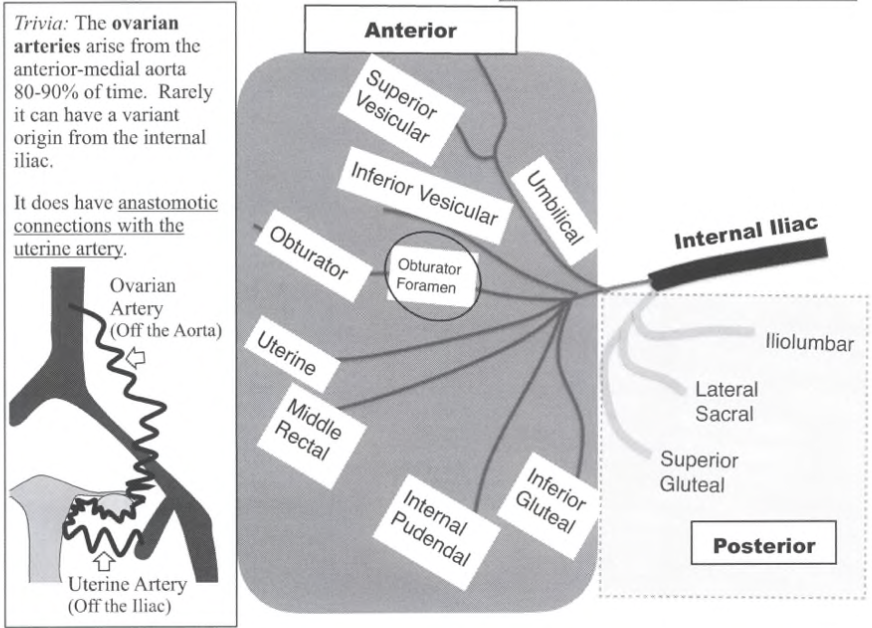 Trivia: The ovarian
arteries arise from the
anterior-medial aorta
80-90% of time. Rarely
it can have a variant
origin from the internal
iliac.
It does have anastomotic
connections with the
uterine artery.
Ovarian
Artery
(Off the Aorta)
Uterine Artery
(Off the Iliac)
Anterior
Superior
Vesicular
Inferior Vesicular
Umbilical
Obturator
Obturator
Foramen
Uterine
Middle
Rectal
Internal
Pudendal
Inferior
Gluteal
Internal Iliac
Iliolumbar
Lateral
Sacral
Superior
Gluteal
Posterior